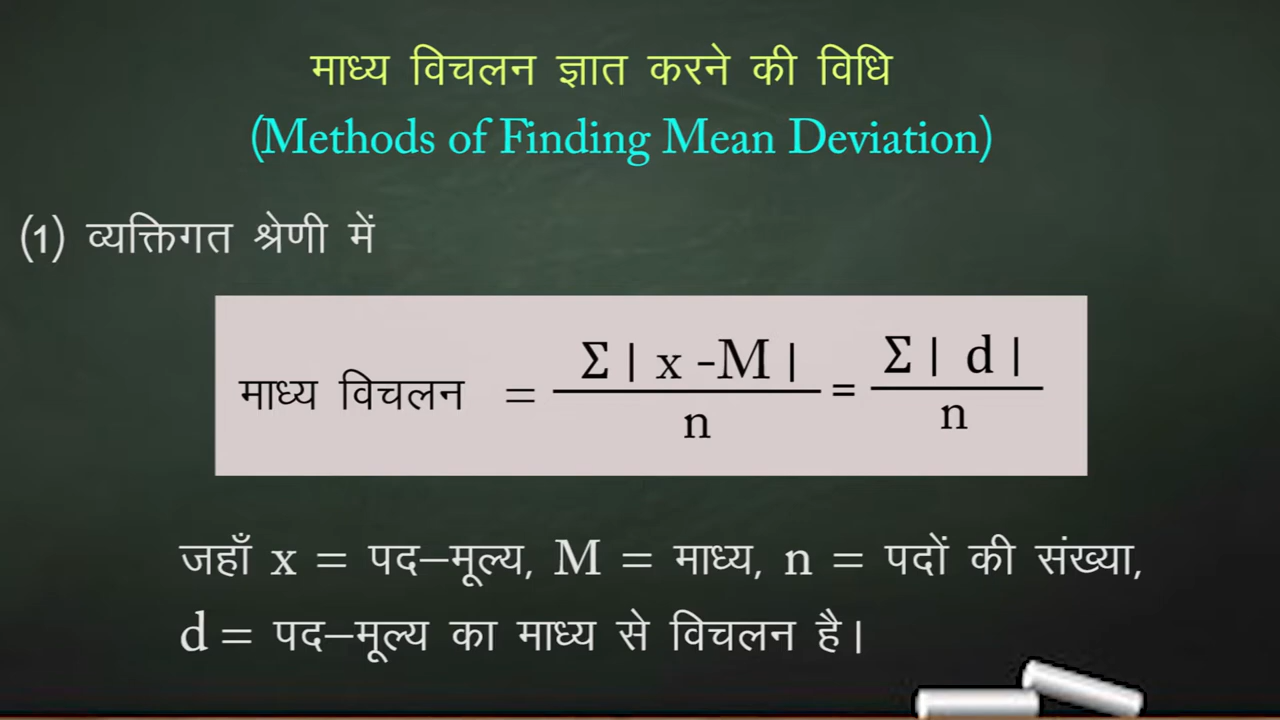 माध्य विचलन ज्ञात करने की विधि
(Methods of Finding Mean Deviation)
(1) व्यक्तिगत श्रेणी में
माध्य विचलन = Σ | x -M | / n = Σ | d | / n
जहाँ x = पद–मूल्य, M = माध्य, n = पदों की संख्या,
d = पद–मूल्य का माध्य से विचलन है।